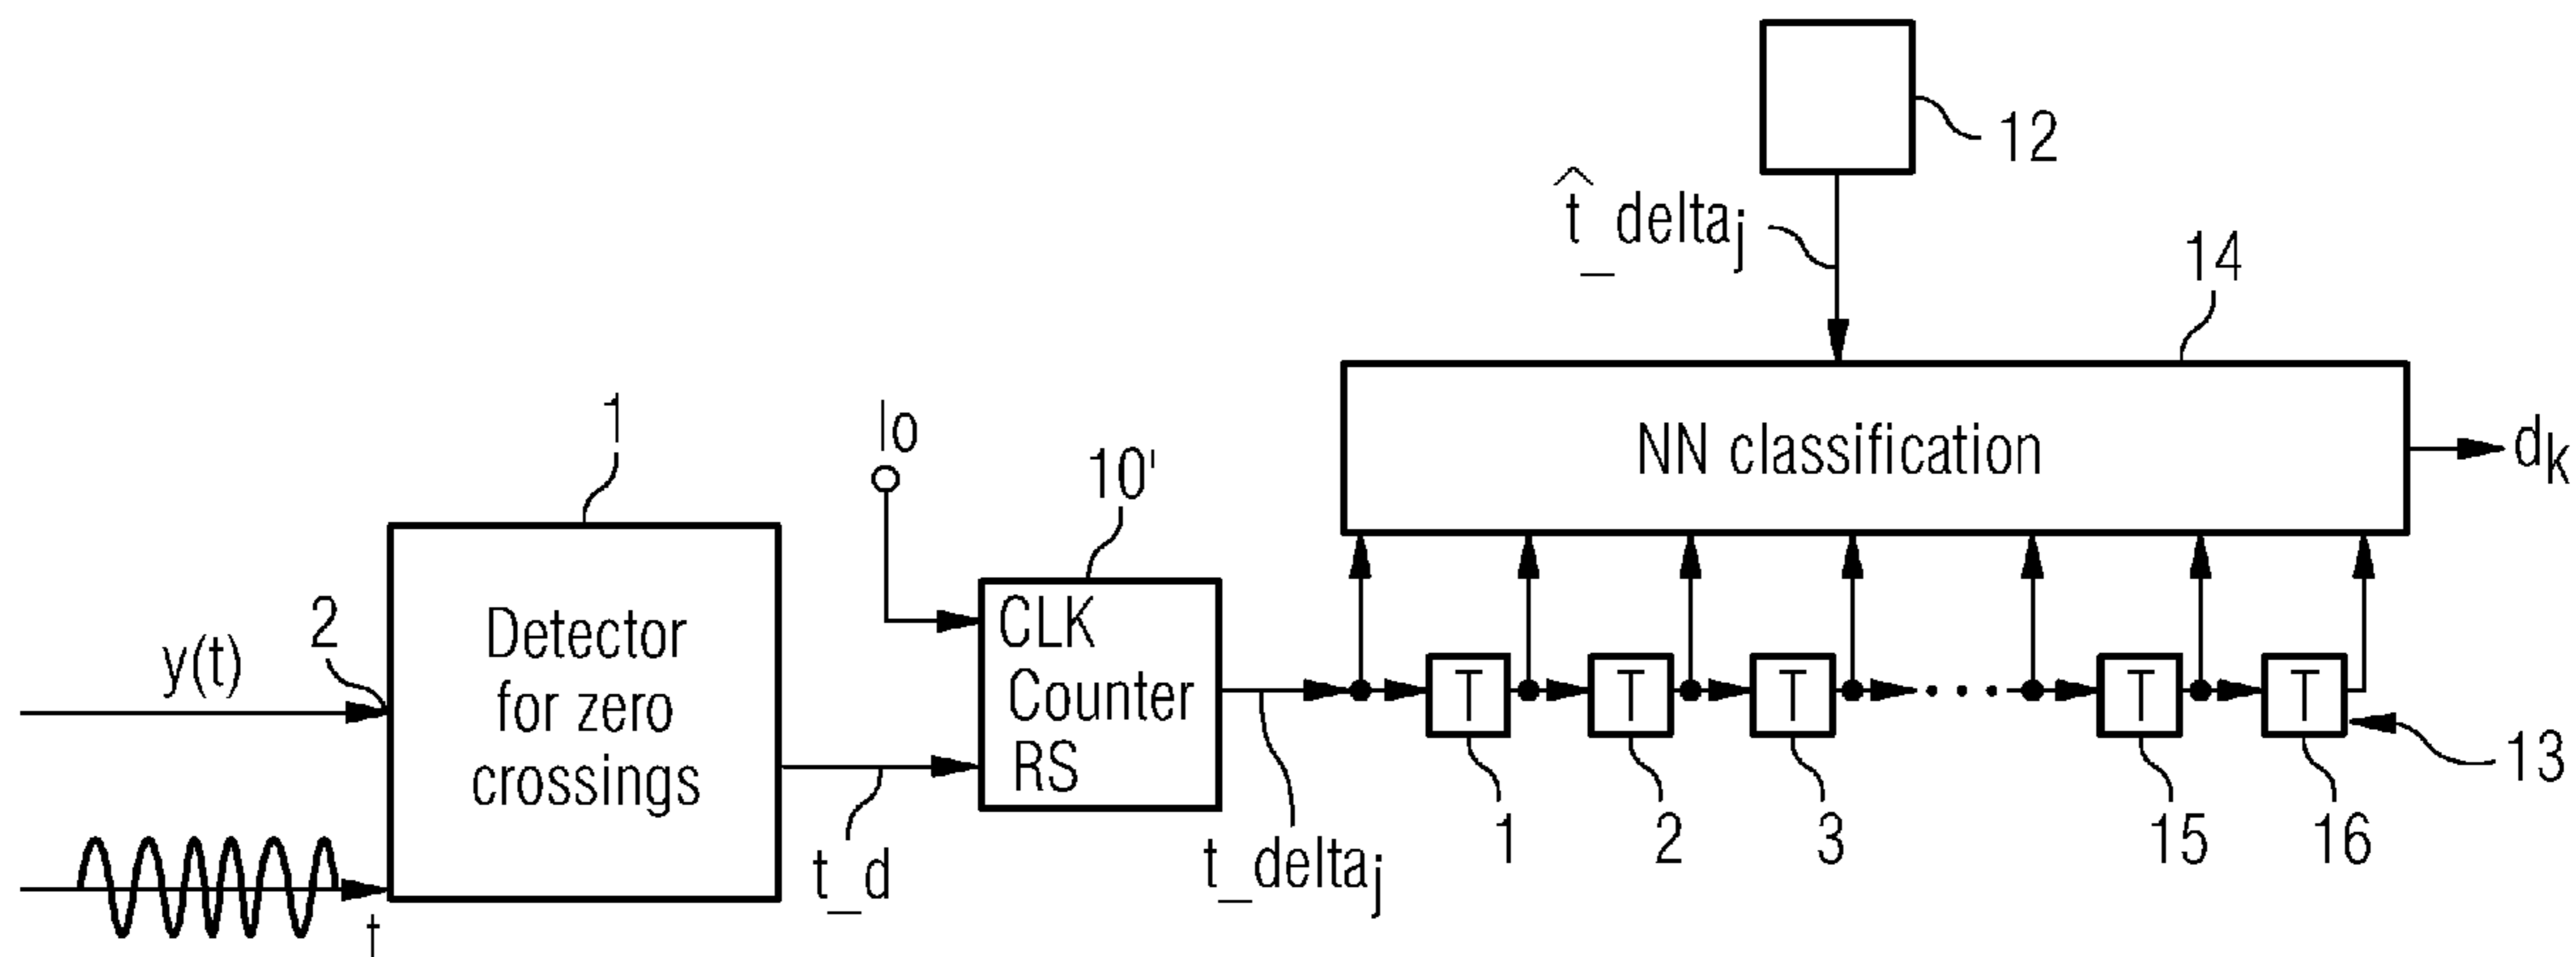 12
t̂_delta_j
14
NN classification
d_k
1
lo
10'
2
y(t)
Detector
for zero
crossings
CLK
Counter
RS
T T T ... T T
13
t_d
t_delta_j
1 2 3 15 16
t